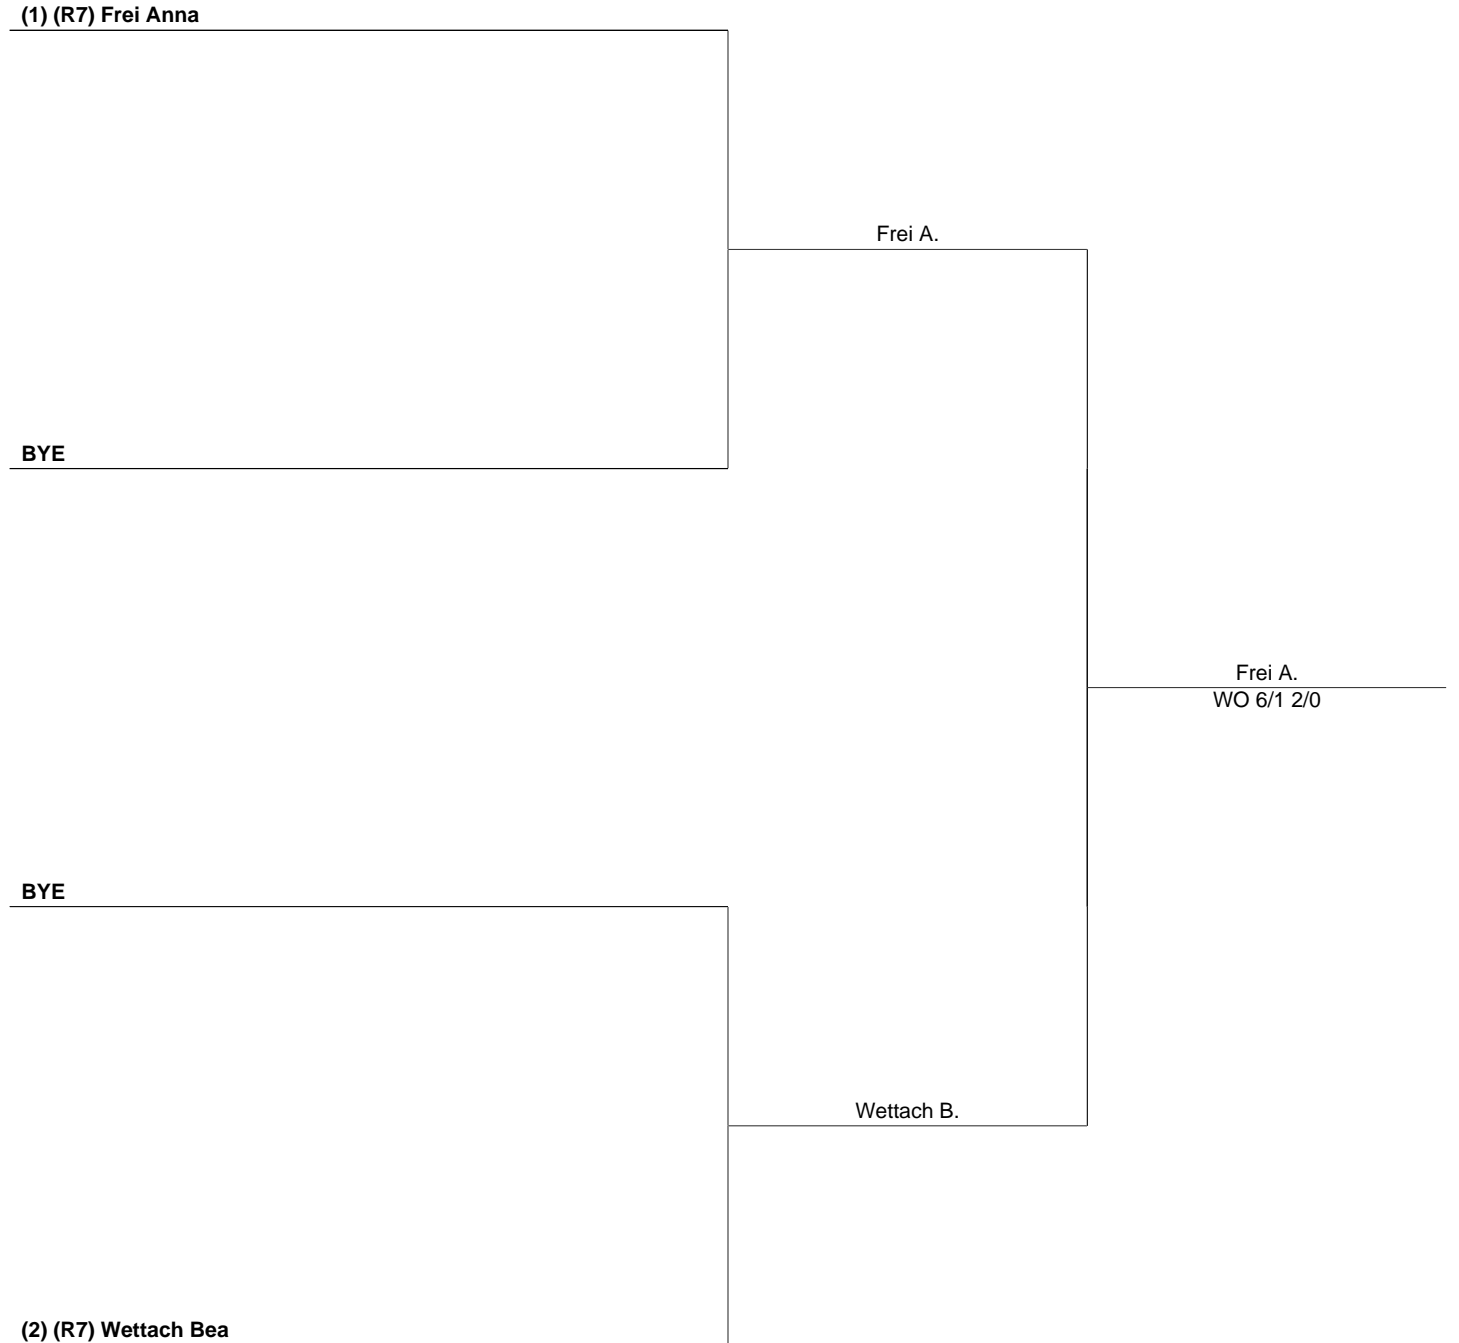 (1) (R7) Frei Anna
Frei A.
BYE
Frei A.
WO 6/1 2/0
BYE
Wettach B.
(2) (R7) Wettach Bea